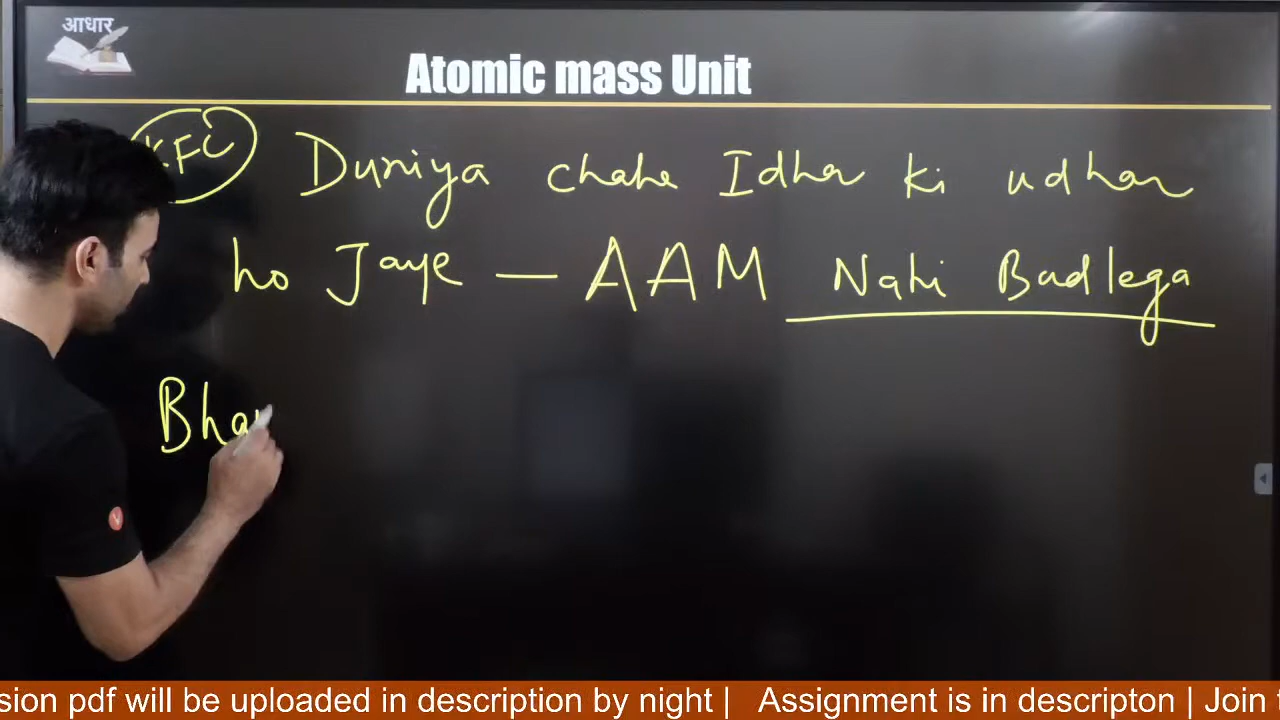 आधार
Atomic mass Unit
KFC Duniya chahe Idhar ki udhar
ho Jaye — AAM Nahi Badlega
Bha
sion pdf will be uploaded in description by night | Assignment is in descripton | Join